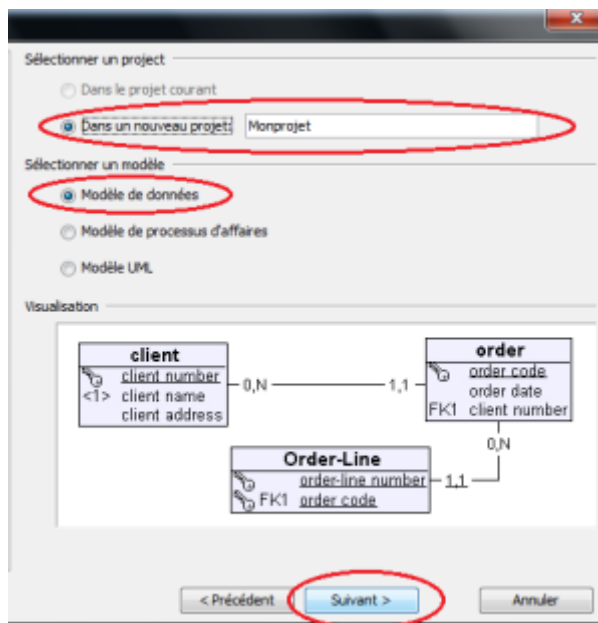 Sélectionner un project
Dans le projet courant
Dans un nouveau projet: Monprojet
Sélectionner un modèle
Modèle de données
Modèle de processus d'affaires
Modèle UML
Visualisation
client
client number
<1> client name
client address
0,N
1,1
order
order code
order date
FK1 client number
0,N
Order-Line
order-line number
FK1 order code
1,1
< Précédent
Suivant >
Annuler